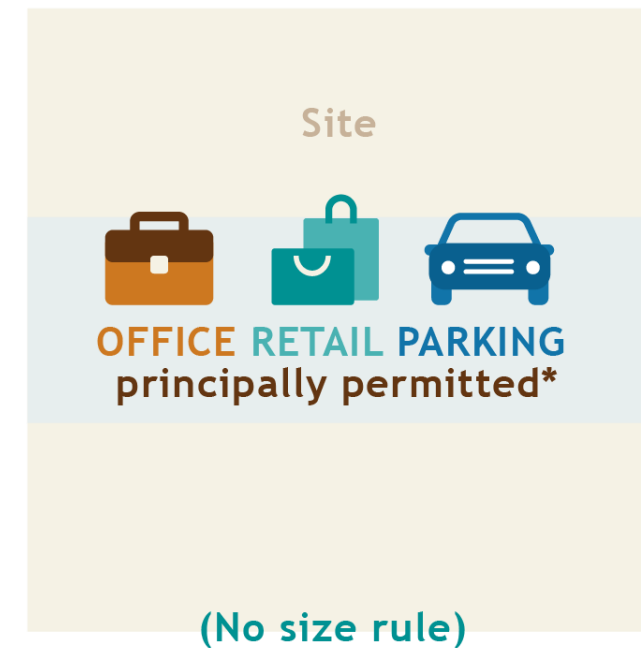 Site
OFFICE RETAIL PARKING
principally permitted*
(No size rule)